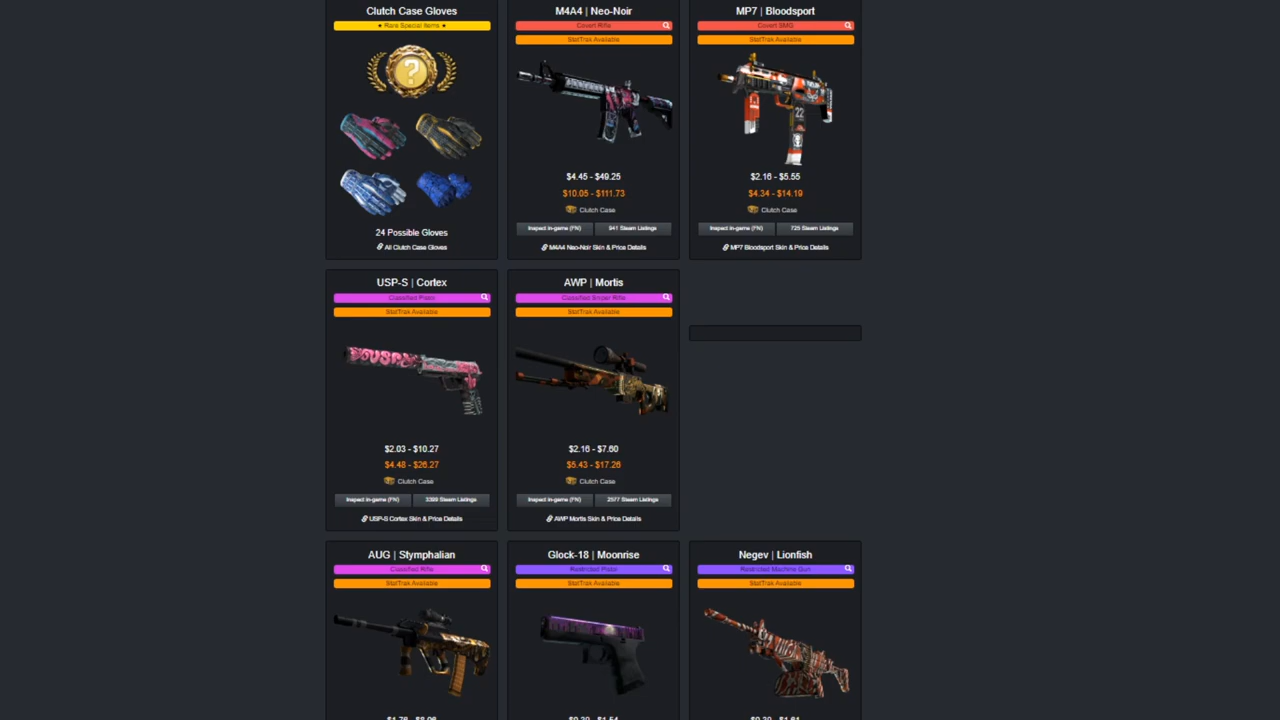 Clutch Case Gloves
★ Rare Special Items ★
?
24 Possible Gloves
All Clutch Case Gloves
M4A4 | Neo-Noir
Covert Rifle
StatTrak Available
$4.45 - $49.25
$10.05 - $111.73
Clutch Case
Inspect in-game (FN)
941 Steam Listings
M4A4 Neo-Noir Skin & Price Details
MP7 | Bloodsport
Covert SMG
StatTrak Available
22
$2.16 - $5.55
$4.34 - $14.19
Clutch Case
Inspect in-game (FN)
725 Steam Listings
MP7 Bloodsport Skin & Price Details
USP-S | Cortex
Classified Pistol
StatTrak Available
$2.03 - $10.27
$4.48 - $26.27
Clutch Case
Inspect in-game (FN)
USP-S Cortex Skin & Price Details
AWP | Mortis
Classified Sniper Rifle
StatTrak Available
$2.16 - $7.60
$5.43 - $17.26
Clutch Case
Inspect in-game (FN)
2577 Steam Listings
AWP Mortis Skin & Price Details
AUG | Stymphalian
Classified Rifle
StatTrak Available
Glock-18 | Moonrise
Restricted Pistol
StatTrak Available
Negev | Lionfish
Restricted Machine Gun
StatTrak Available